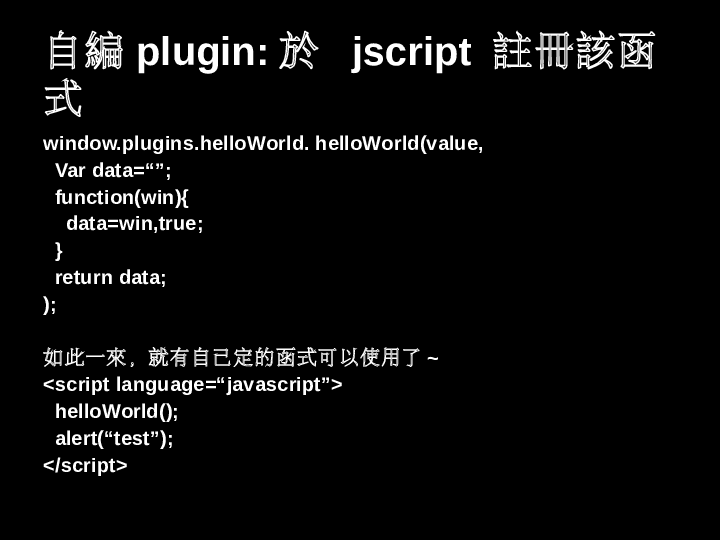 自編 plugin: 於 jscript 註冊該函
式
window.plugins.helloWorld. helloWorld(value,
Var data=“”;
function(win){
data=win,true;
}
return data;
);
如此一來，就有自已定的函式可以使用了 ~
<script language=“javascript”>
helloWorld();
alert(“test”);
</script>